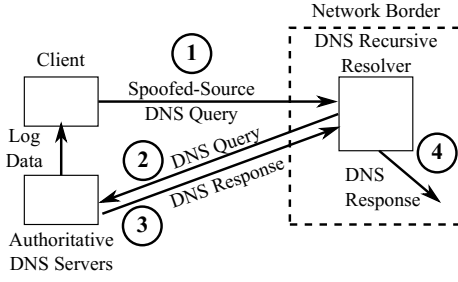 Network Border
1
DNS Recursive
Resolver
Client
Spoofed-Source
DNS Query
Log
Data
2
DNS Query
DNS Response
3
4
DNS
Response
Authoritative
DNS Servers